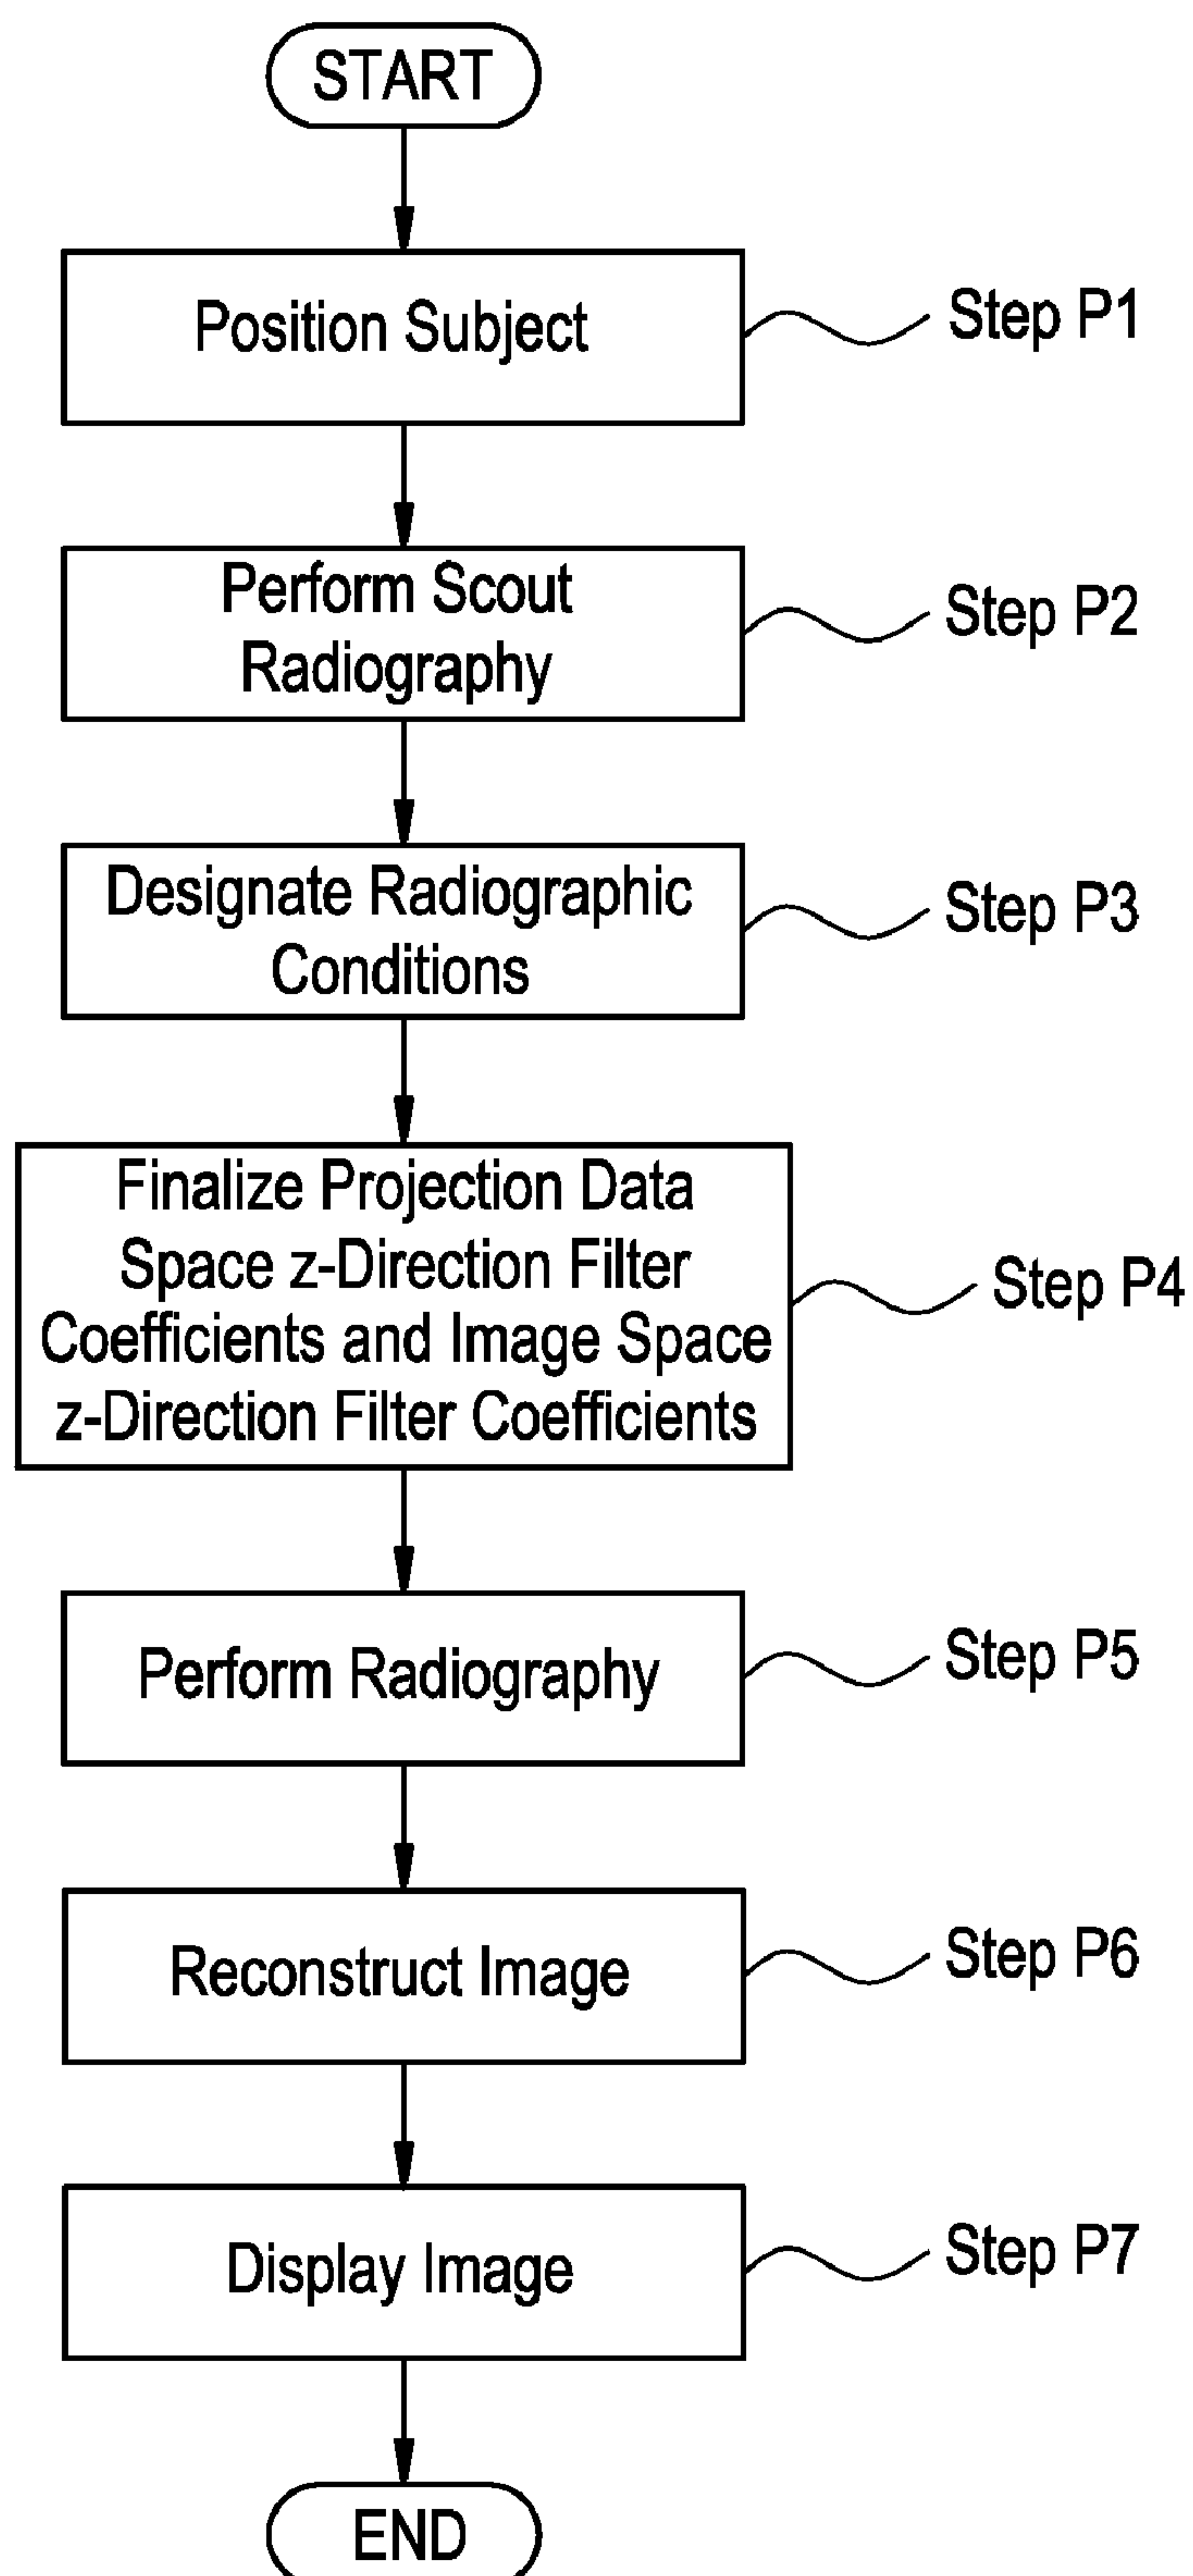 START
Position Subject
Step P1
Perform Scout
Radiography
Step P2
Designate Radiographic
Conditions
Step P3
Finalize Projection Data
Space z-Direction Filter
Coefficients and Image Space
z-Direction Filter Coefficients
Step P4
Perform Radiography
Step P5
Reconstruct Image
Step P6
Display Image
Step P7
END